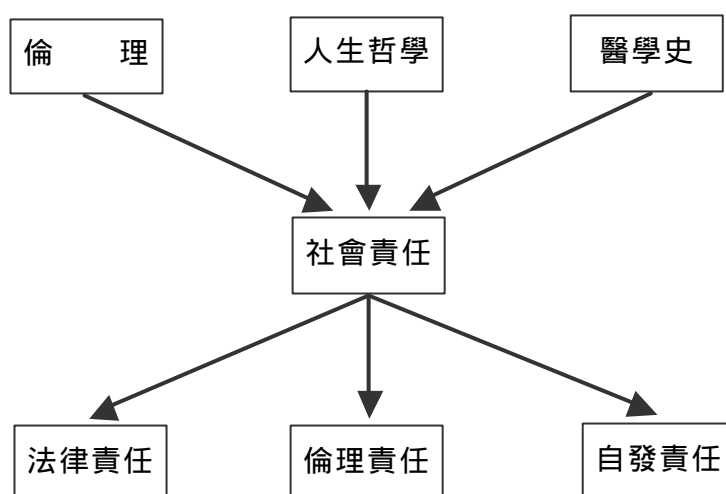 倫　　理
人生哲學
醫學史
社會責任
法律責任
倫理責任
自發責任